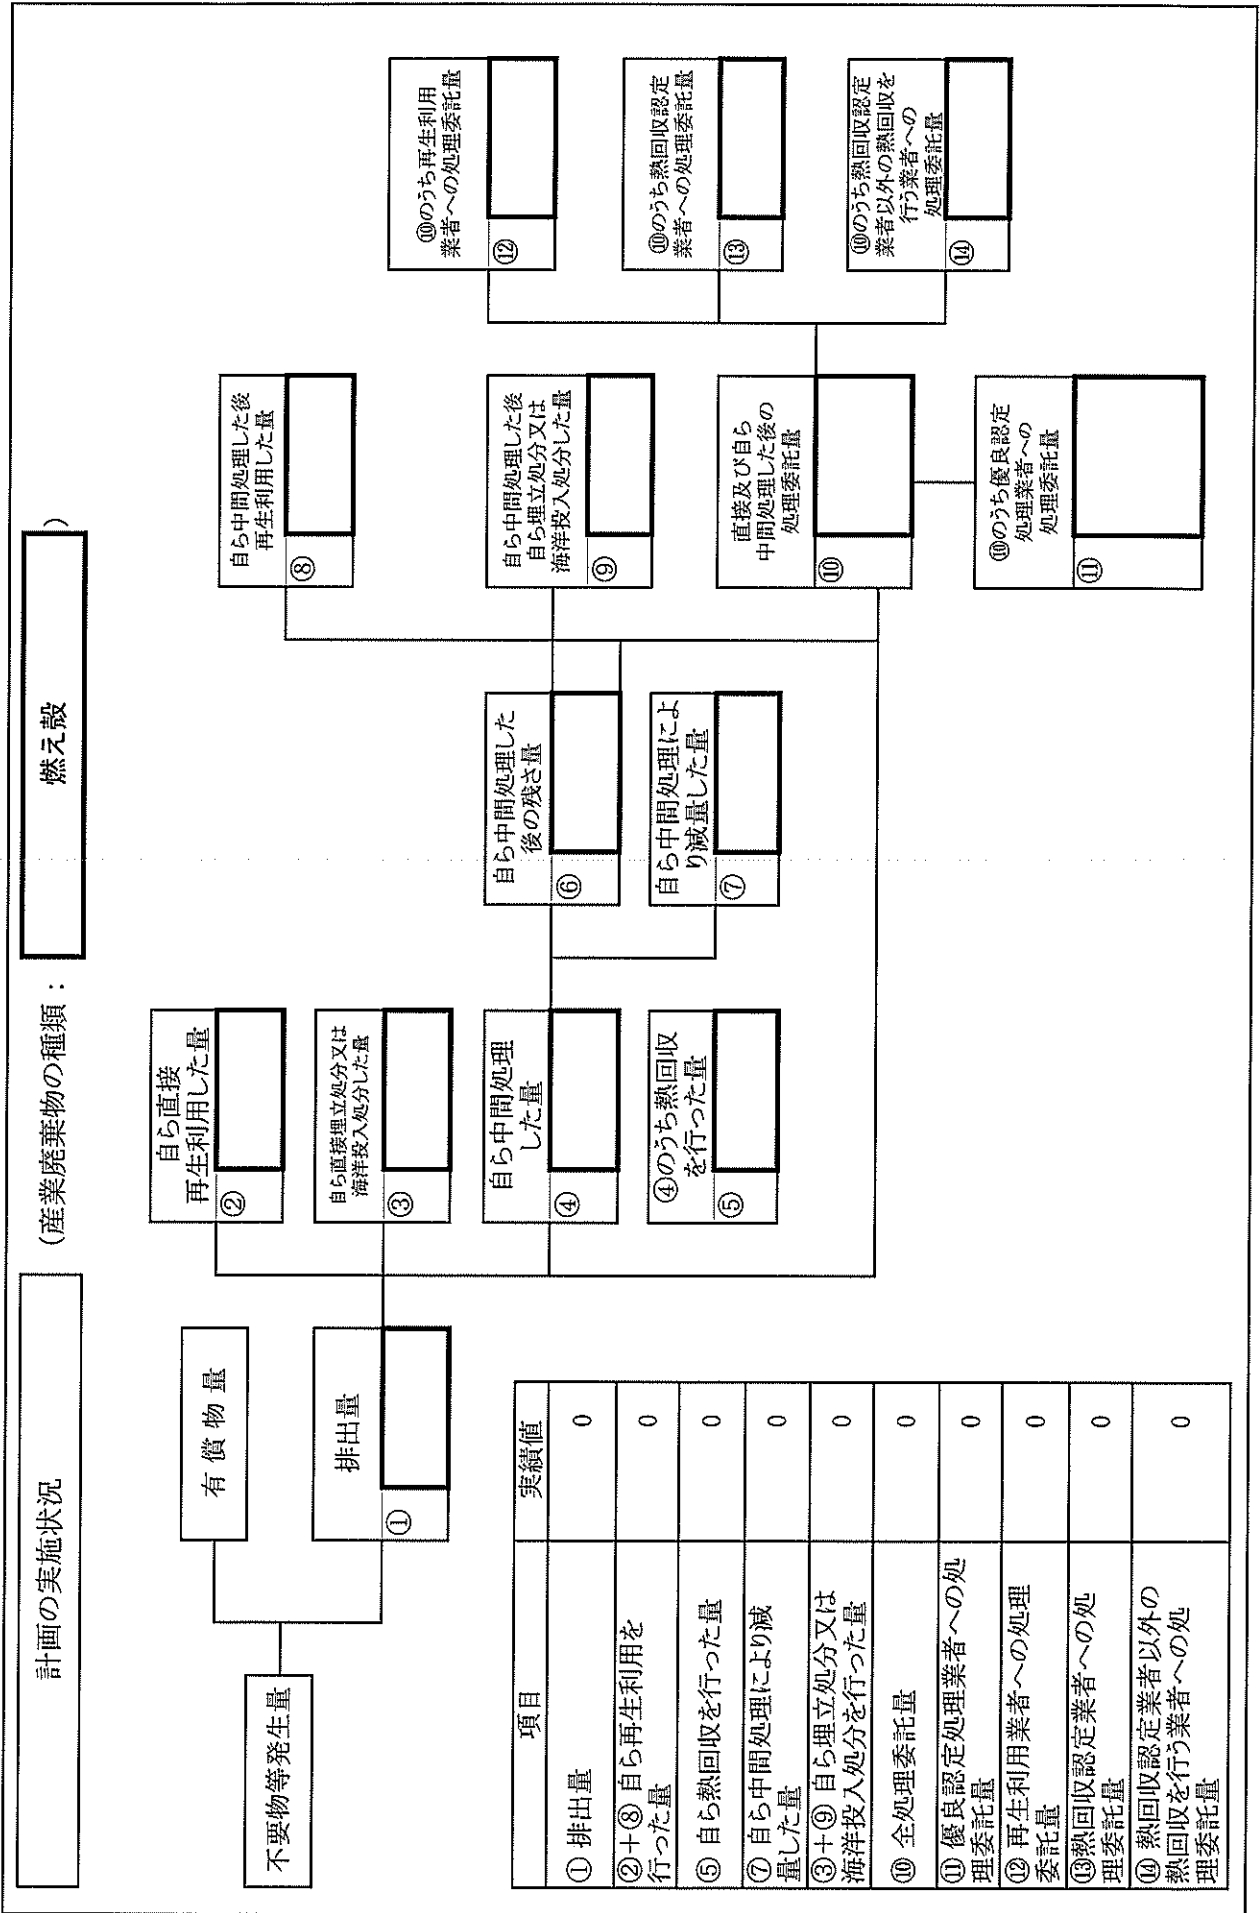 計画の実施状況
(産業廃棄物の種類：
燃え殻
)
不要物等発生量
有 償 物 量
排出量
①
自ら直接
再生利用した量
②
自ら直接埋立処分又は
海洋投入処分した量
③
自ら中間処理
した量
④
④のうち熱回収
を行った量
⑤
自ら中間処理した
後の残さ量
⑥
自ら中間処理によ
り減量した量
⑦
自ら中間処理した後
再生利用した量
⑧
自ら中間処理した後
自ら埋立処分又は
海洋投入処分した量
⑨
直接及び自ら
中間処理した後の
処理委託量
⑩
⑩のうち優良認定
処理業者への
処理委託量
⑪
⑩のうち再生利用
業者への処理委託量
⑫
⑩のうち熱回収認定
業者への処理委託量
⑬
⑩のうち熱回収認定
業者以外の熱回収を
行う業者への
処理委託量
⑭
項目 実績値
① 排出量 0
②＋⑧ 自ら再生利用を
行った量 0
⑤ 自ら熱回収を行った量 0
⑦ 自ら中間処理により減
量した量 0
③＋⑨ 自ら埋立処分又は
海洋投入処分を行った量 0
⑩ 全処理委託量 0
⑪ 優良認定処理業者への処
理委託量 0
⑫ 再生利用業者への処理
委託量 0
⑬熱回収認定業者への処
理委託量 0
⑭ 熱回収認定業者以外の
熱回収を行う業者への処
理委託量 0